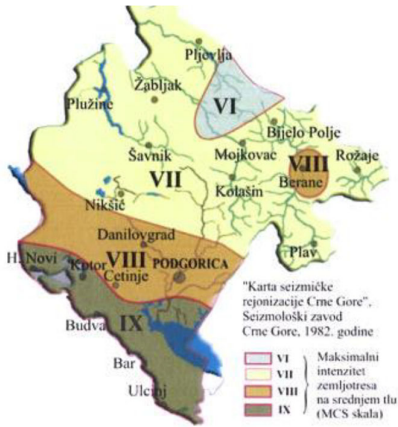 Pljevlja
Žabljak
Plužine
VI
Bijelo Polje
Šavnik
Mojkovac
VIII
Rožaje
VII
Berane
Kolašin
Nikšić
Danilovgrad
Plav
H. Novi
Kotor
VIII PODGORICA
Cetinje
IX
Budva
Bar
Ulcinj
"Karta seizmičke
rejonizacije Crne Gore",
Seizmološki zavod
Crne Gore, 1982. godine
VI
VII
VIII
IX
Maksimalni
intenzitet
zemljotresa
na srednjem tlu
(MCS skala)